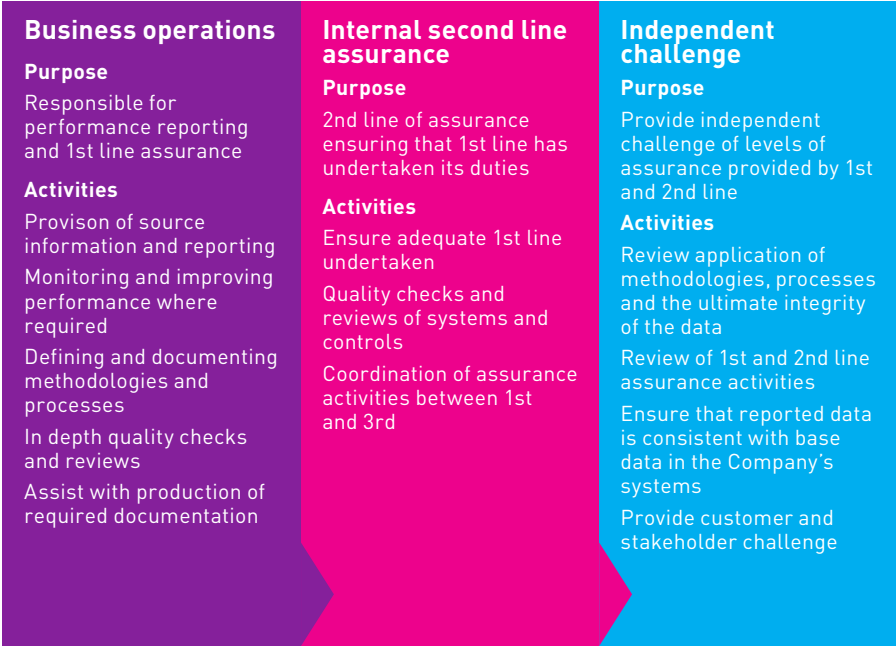 Business operations
Purpose
Responsible for
performance reporting
and 1st line assurance
Activities
Provison of source
information and reporting
Monitoring and improving
performance where
required
Defining and documenting
methodologies and
processes
In depth quality checks
and reviews
Assist with production of
required documentation
Internal second line
assurance
Purpose
2nd line of assurance
ensuring that 1st line has
undertaken its duties
Activities
Ensure adequate 1st line
undertaken
Quality checks and
reviews of systems and
controls
Coordination of assurance
activities between 1st
and 3rd
Independent
challenge
Purpose
Provide independent
challenge of levels of
assurance provided by 1st
and 2nd line
Activities
Review application of
methodologies, processes
and the ultimate integrity
of the data
Review of 1st and 2nd line
assurance activities
Ensure that reported data
is consistent with base
data in the Company’s
systems
Provide customer and
stakeholder challenge